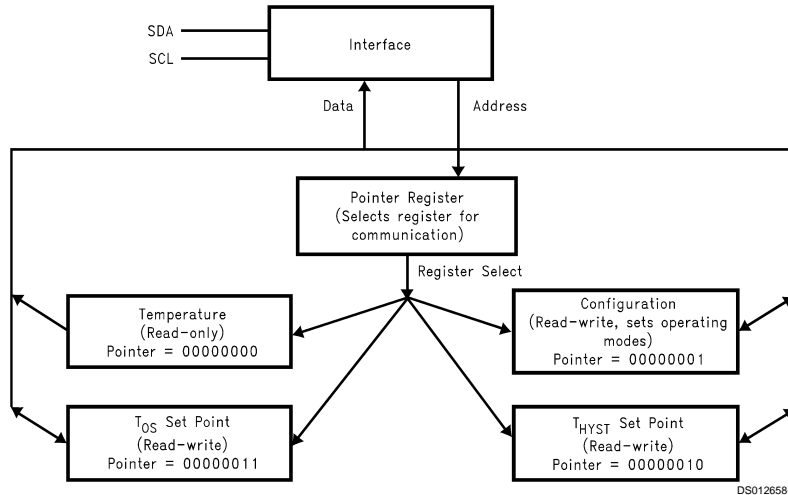 SDA
SCL
Interface
Data
Address
Pointer Register
(Selects register for
communication)
Register Select
Temperature
(Read-only)
Pointer = 00000000
Configuration
(Read-write, sets operating
modes)
Pointer = 00000001
TOS Set Point
(Read-write)
Pointer = 00000011
THYST Set Point
(Read-write)
Pointer = 00000010
DS012658-